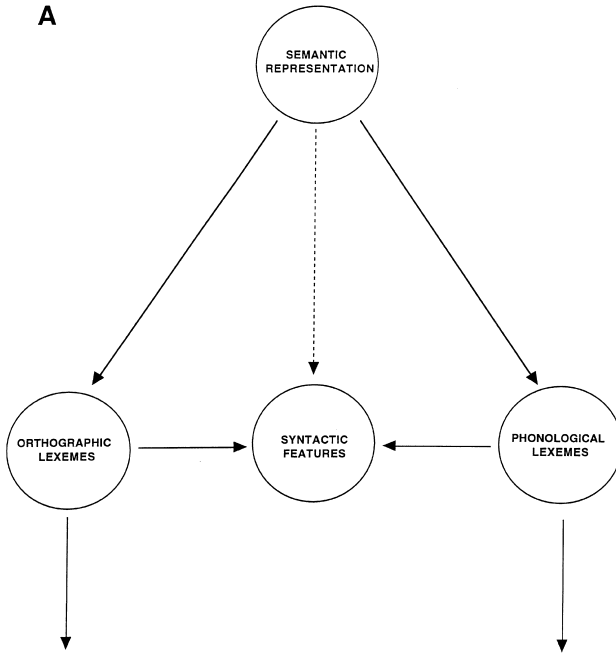 A
SEMANTIC
REPRESENTATION
ORTHOGRAPHIC
LEXEMES
SYNTACTIC
FEATURES
PHONOLOGICAL
LEXEMES